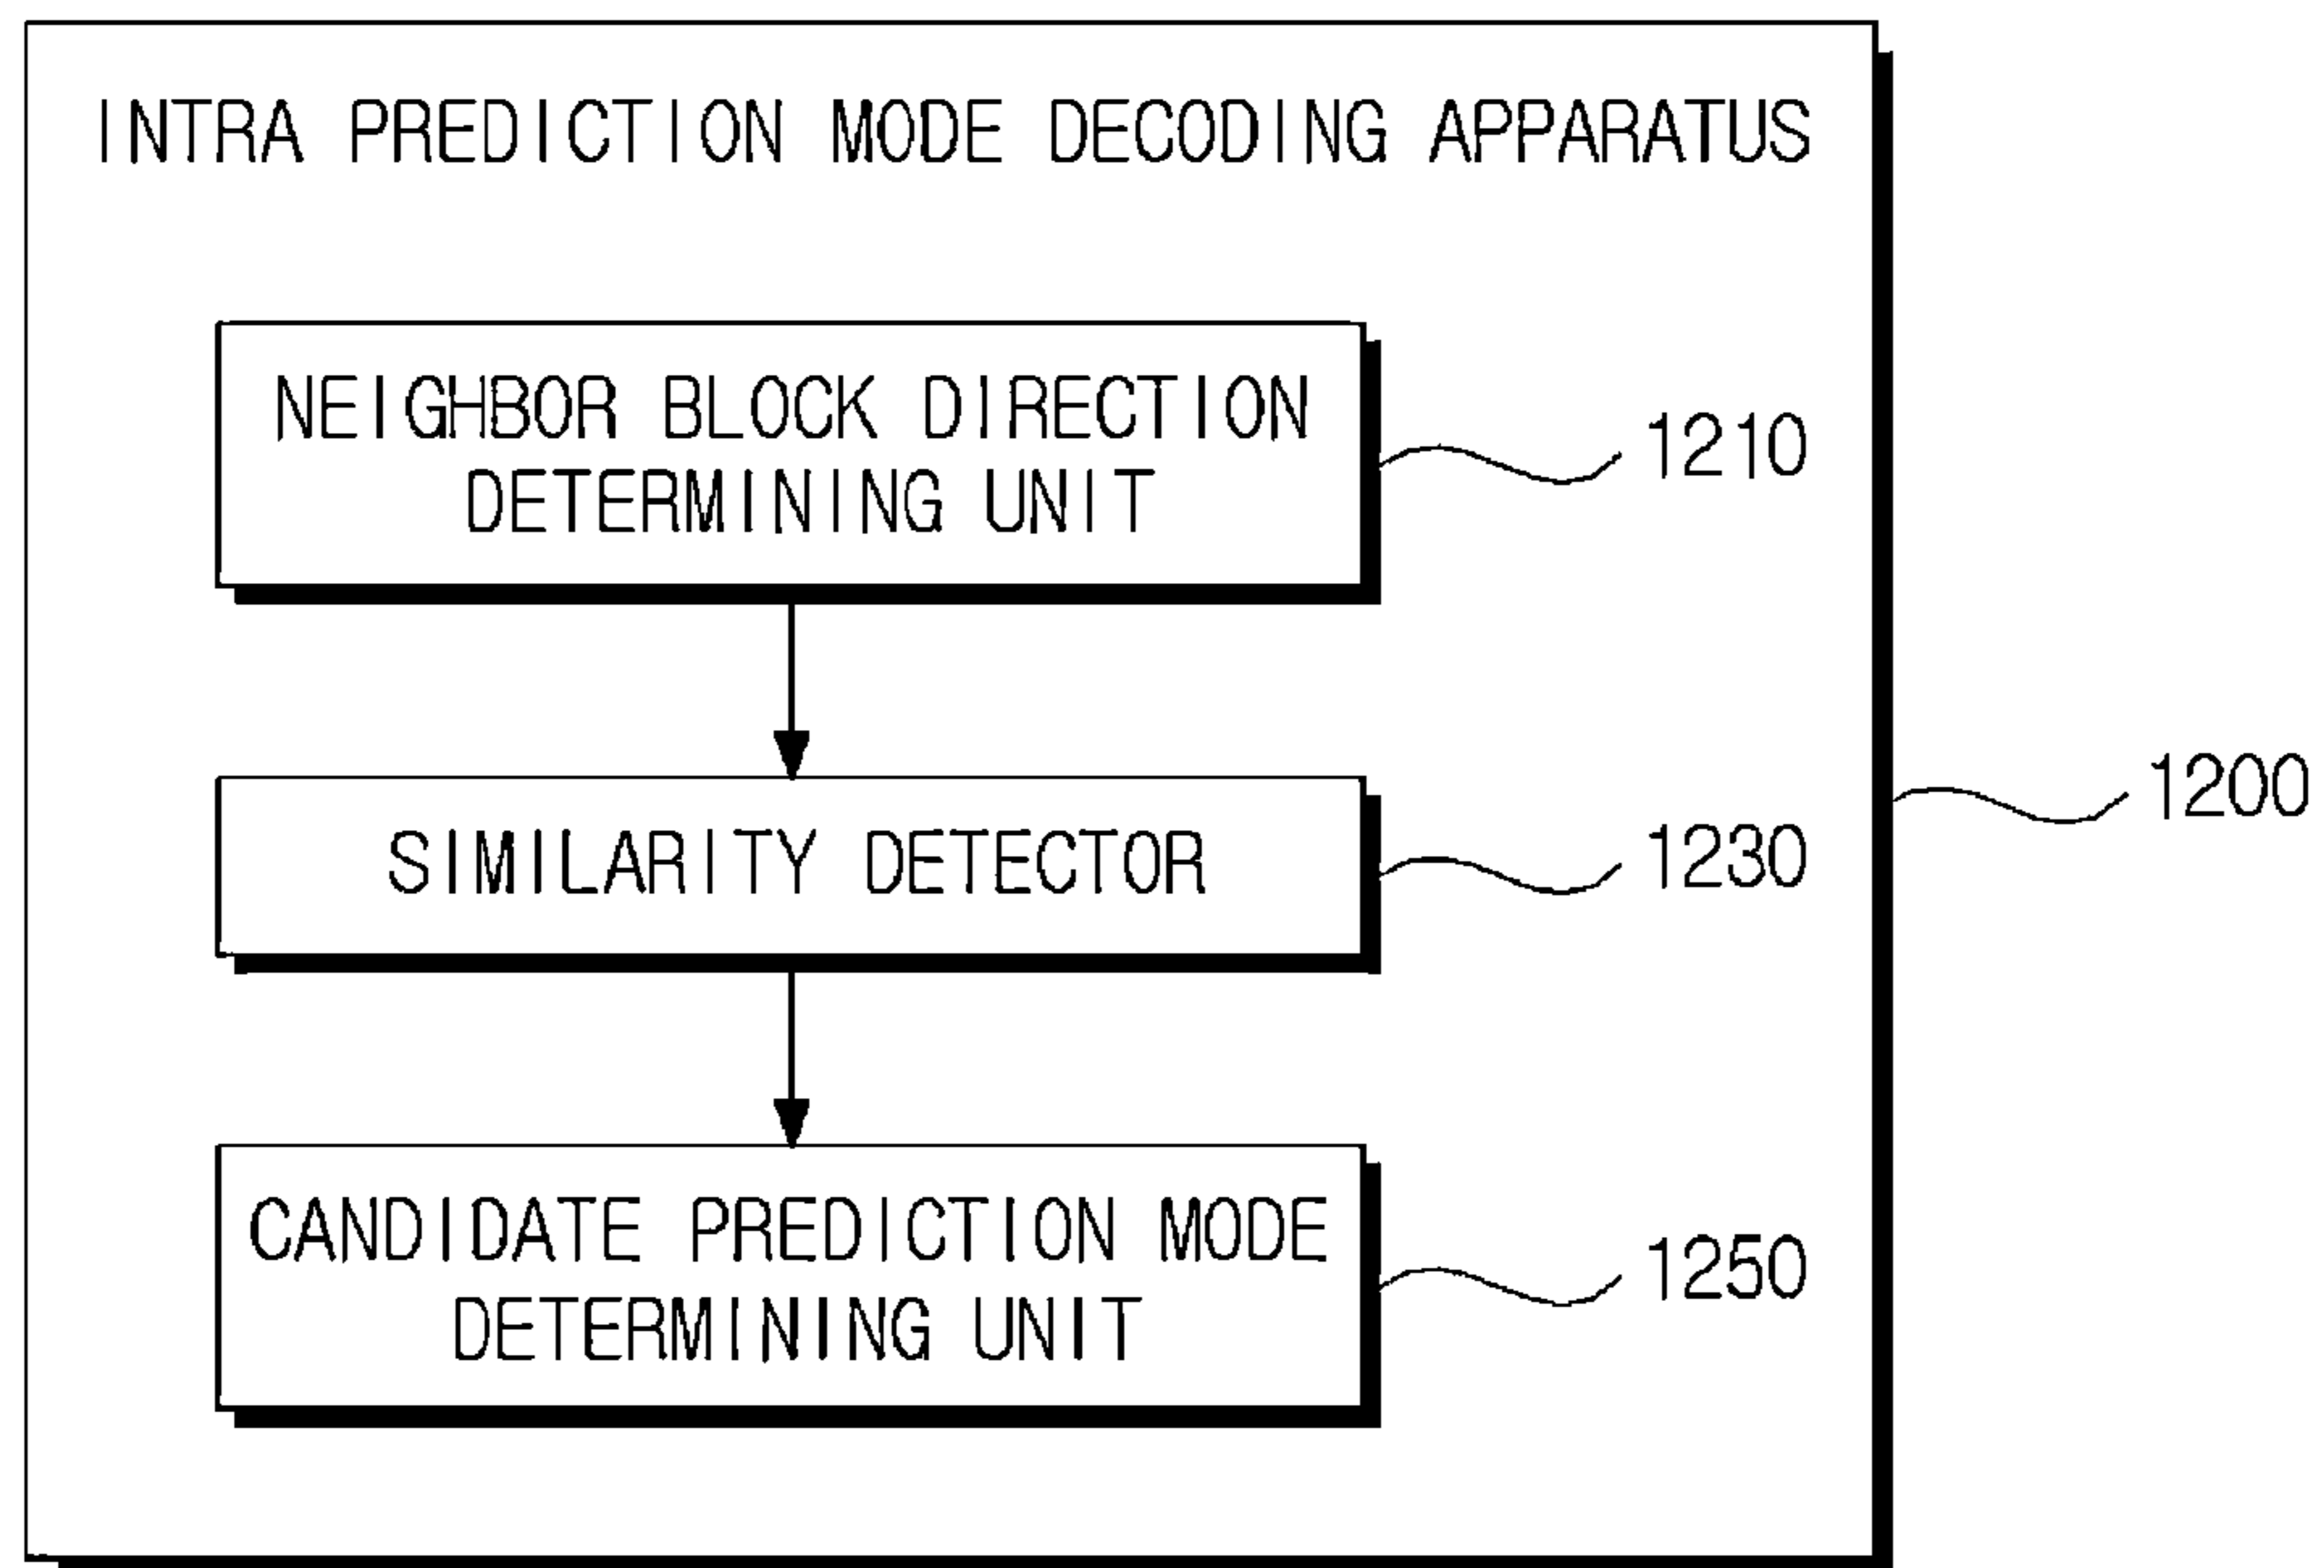 INTRA PREDICTION MODE DECODING APPARATUS
NEIGHBOR BLOCK DIRECTION
DETERMINING UNIT
1210
SIMILARITY DETECTOR
1230
1200
CANDIDATE PREDICTION MODE
DETERMINING UNIT
1250